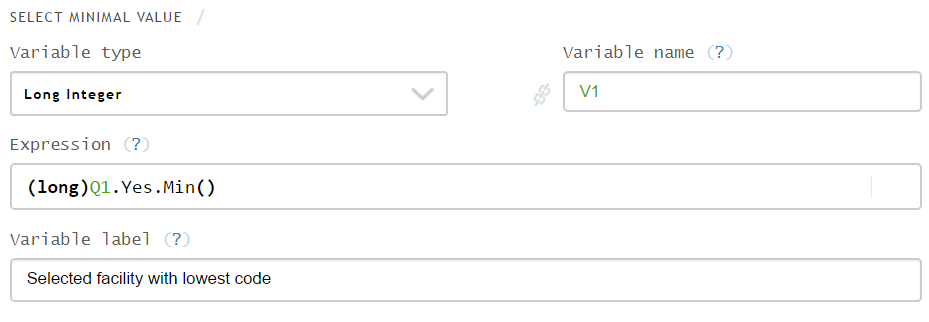 SELECT MINIMAL VALUE /
Variable type
Variable name (?)
Long Integer
V1
Expression (?)
(long)Q1.Yes.Min()
Variable label (?)
Selected facility with lowest code